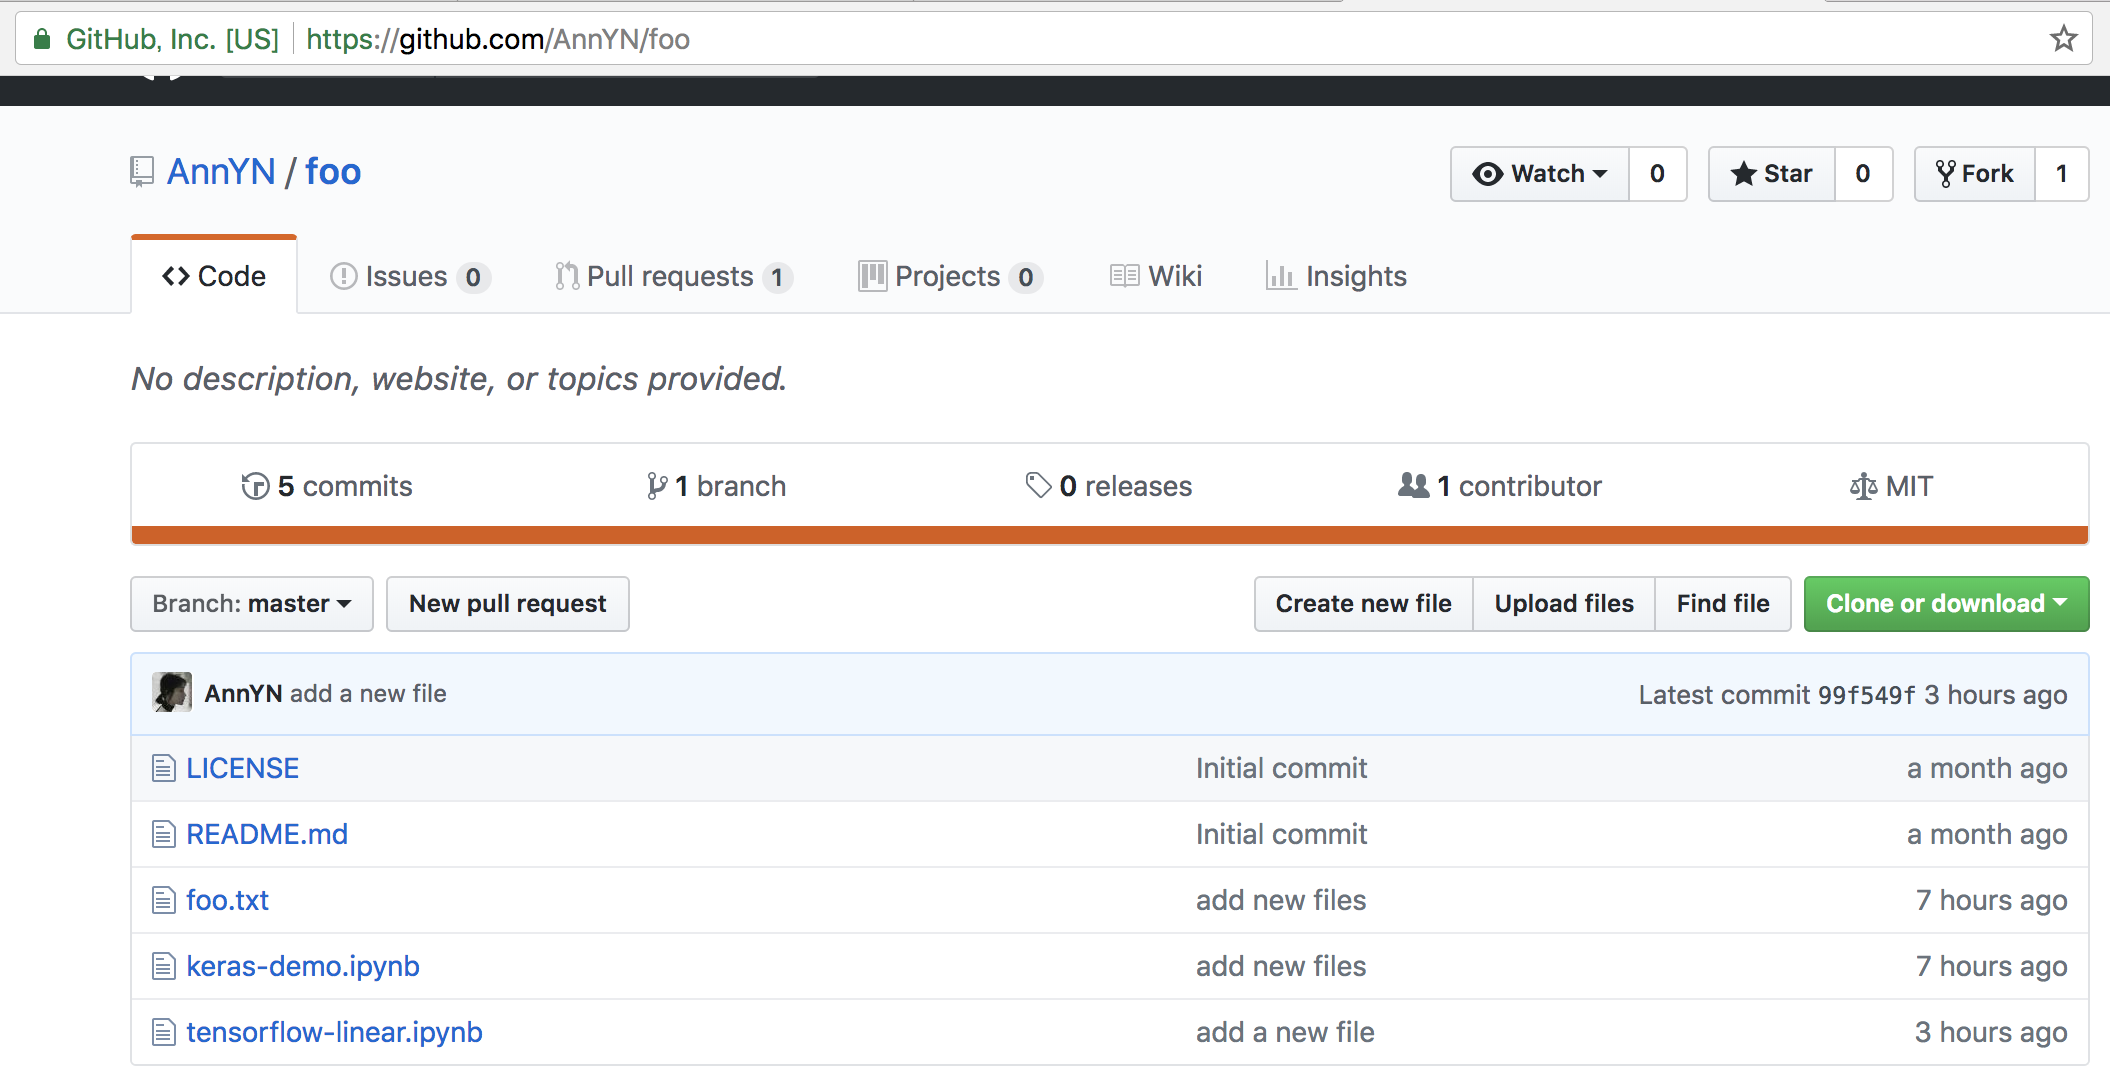 GitHub, Inc. [US] https://github.com/AnnYN/foo
AnnYN / foo Watch 0 Star 0 Fork 1
Code Issues 0 Pull requests 1 Projects 0 Wiki Insights
No description, website, or topics provided.
5 commits 1 branch 0 releases 1 contributor MIT
Branch: master New pull request Create new file Upload files Find file Clone or download
AnnYN add a new file Latest commit 99f549f 3 hours ago
LICENSE Initial commit a month ago
README.md Initial commit a month ago
foo.txt add new files 7 hours ago
keras-demo.ipynb add new files 7 hours ago
tensorflow-linear.ipynb add a new file 3 hours ago